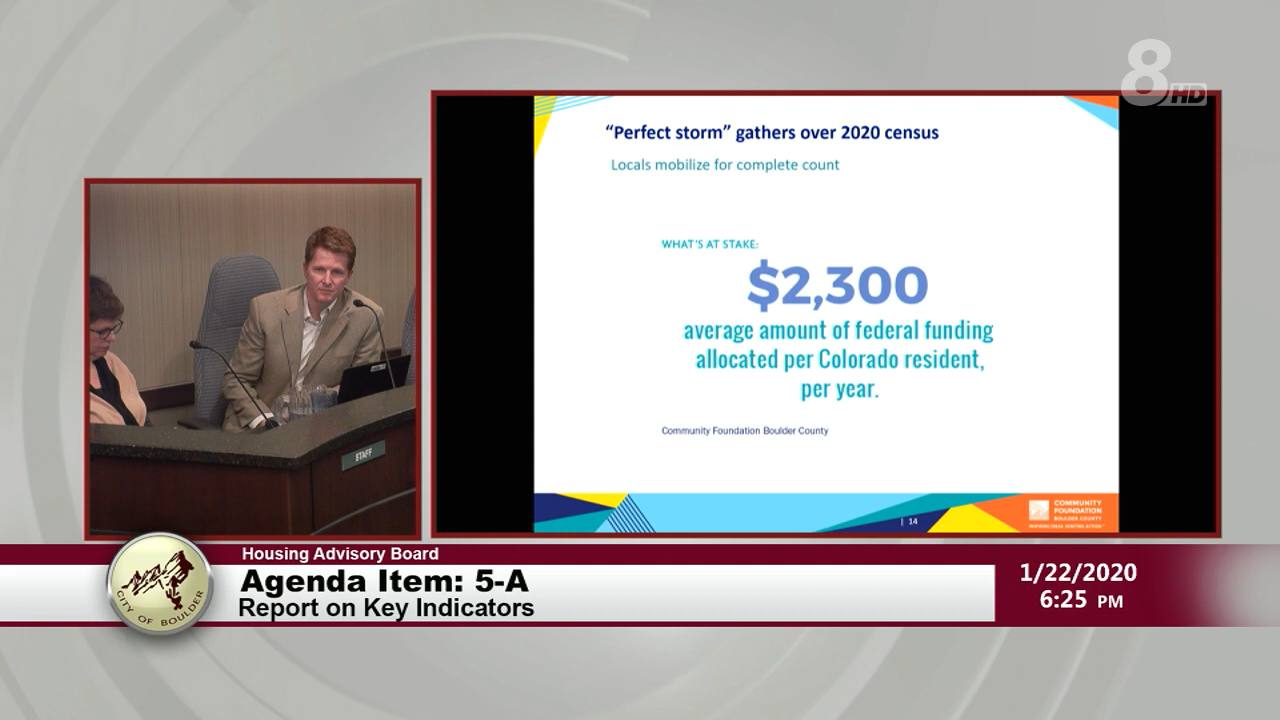 8 HD
“Perfect storm” gathers over 2020 census
Locals mobilize for complete count
WHAT'S AT STAKE:
$2,300
average amount of federal funding
allocated per Colorado resident,
per year.
Community Foundation Boulder County
| 14
COMMUNITY
FOUNDATION
BOULDER COUNTY
STAFF
CITY OF BOULDER
Housing Advisory Board
Agenda Item: 5-A
Report on Key Indicators
1/22/2020
6:25 PM